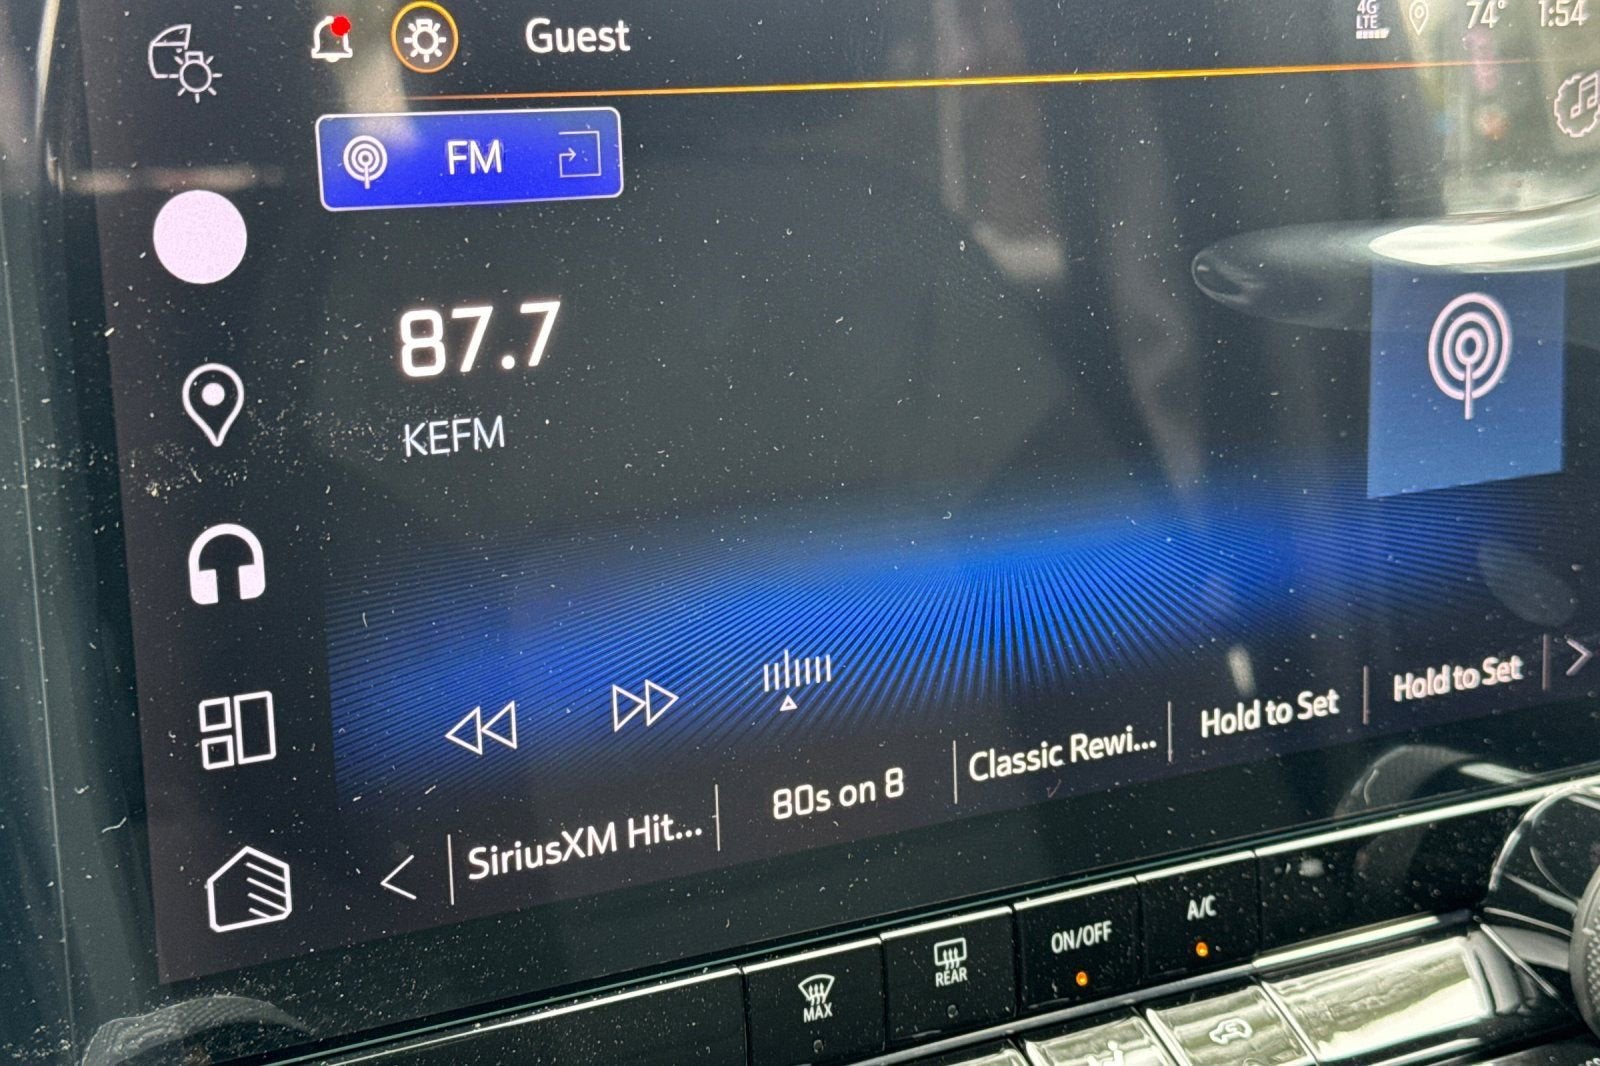 Guest
4G
LTE
74°
1:54
FM
87.7
KEFM
SiriusXM Hit...
80s on 8
Classic Rewi...
Hold to Set
Hold to Set
MAX
REAR
ON/OFF
A/C